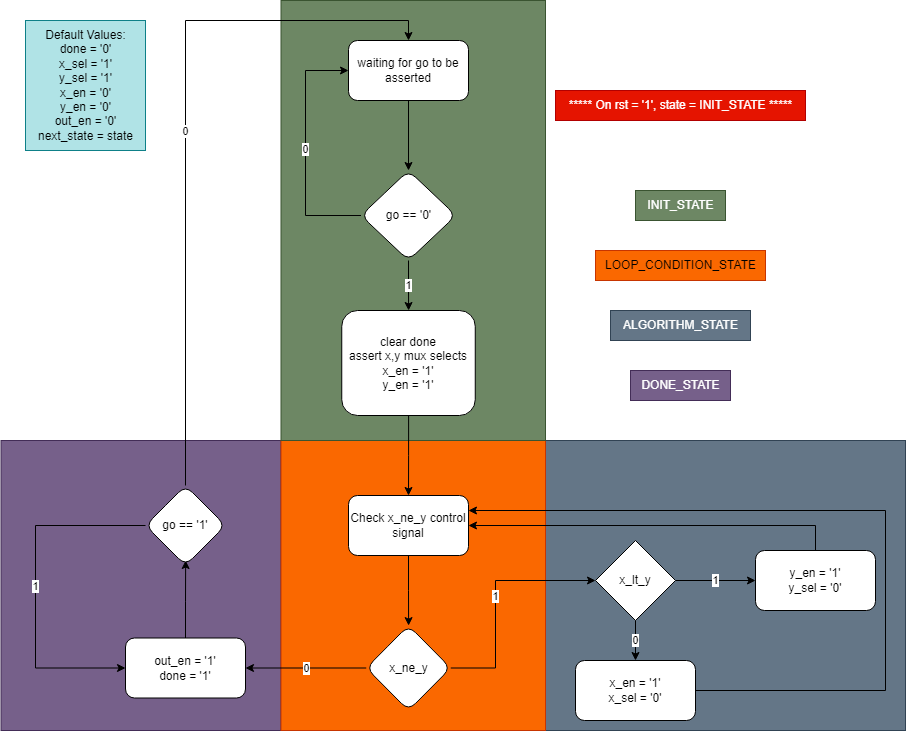 Default Values:
done = '0'
x_sel = '1'
y_sel = '1'
x_en = '0'
y_en = '0'
out_en = '0'
next_state = state
waiting for go to be
asserted
***** On rst = '1', state = INIT_STATE *****
0
0
go == '0'
1
INIT_STATE
LOOP_CONDITION_STATE
ALGORITHM_STATE
DONE_STATE
clear done
assert x,y mux selects
x_en = '1'
y_en = '1'
go == '1'
1
out_en = '1'
done = '1'
Check x_ne_y control
signal
x_ne_y
0
1
x_lt_y
1
y_en = '1'
y_sel = '0'
0
x_en = '1'
x_sel = '0'